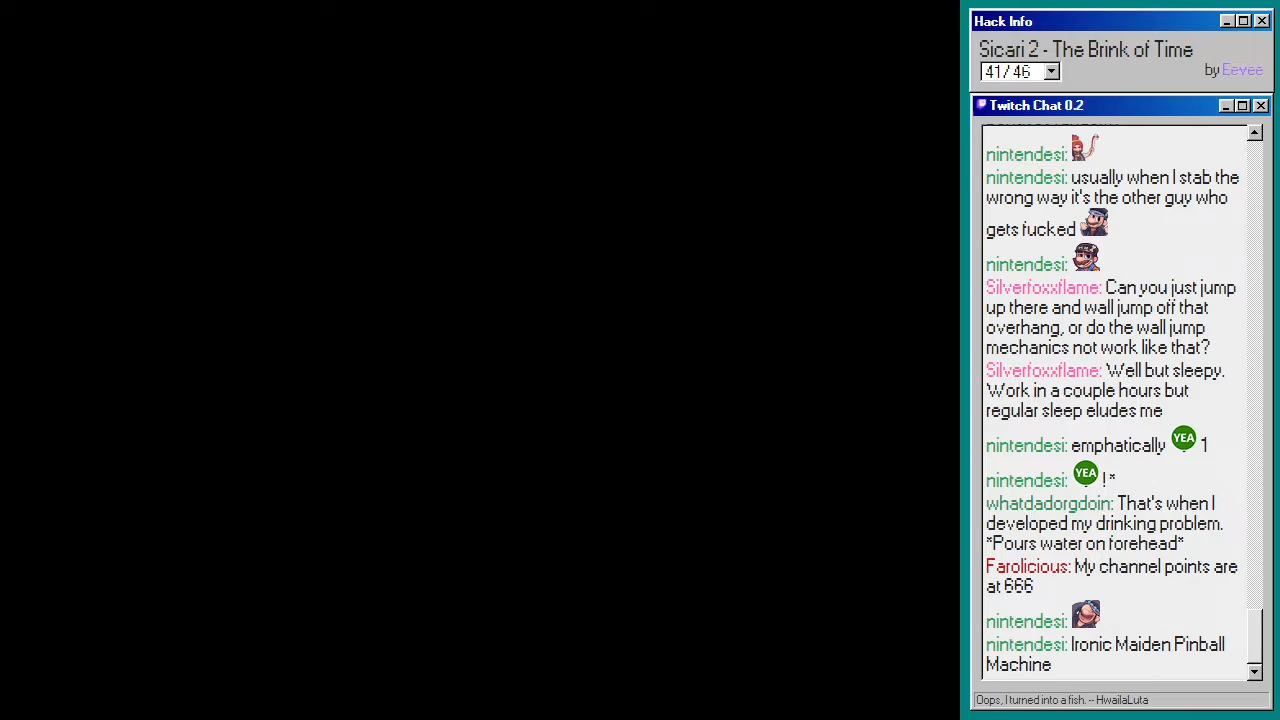 Hack Info
Sicari 2 - The Brink of Time
41/46
by Eevee
Twitch Chat 0.2
nintendesi:
nintendesi: usually when I stab the
wrong way it's the other guy who
gets fucked
nintendesi:
Silverfoxxflame: Can you just jump
up there and wall jump off that
overhang, or do the wall jump
mechanics not work like that?
Silverfoxxflame: Well but sleepy.
Work in a couple hours but
regular sleep eludes me
nintendesi: emphatically YEA 1
nintendesi: YEA !*
whatdadorgdoin: That's when I
developed my drinking problem.
*Pours water on forehead*
Farolicious: My channel points are
at 666
nintendesi:
nintendesi: Ironic Maiden Pinball
Machine
Oops, I turned into a fish. -- HwailaLuta